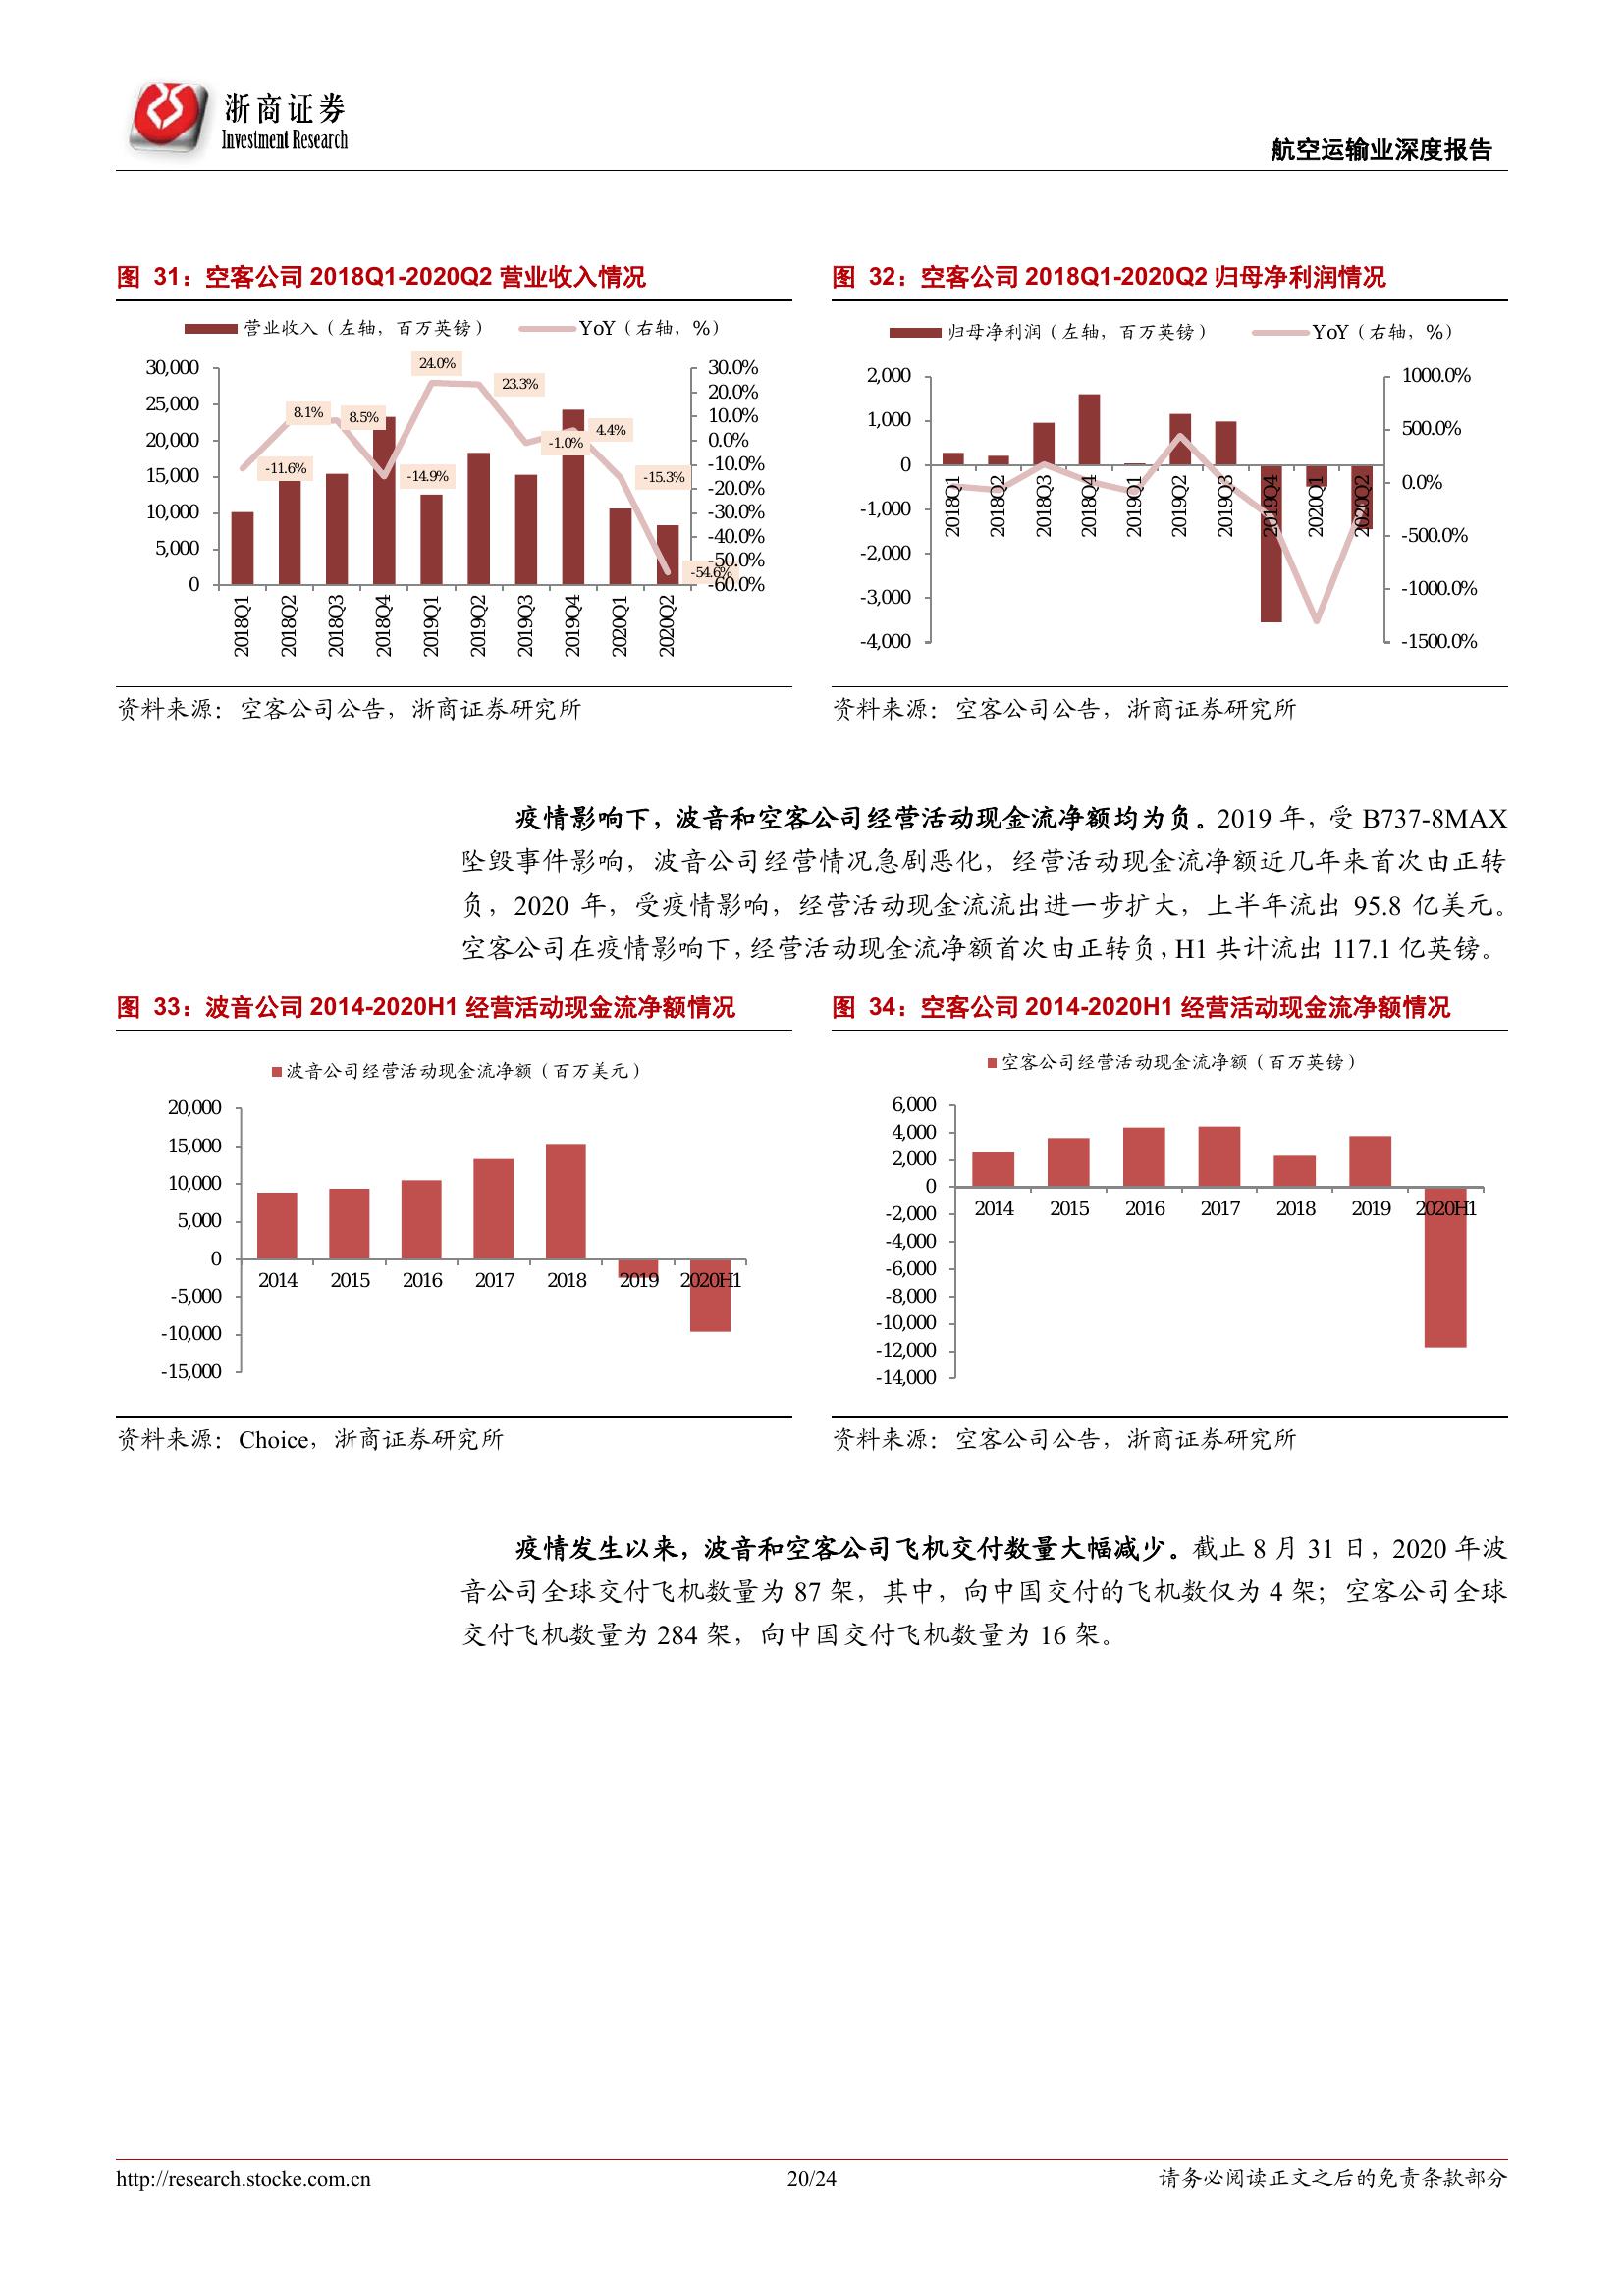 浙商证券
Investment Research
航空运输业深度报告
图 31：空客公司 2018Q1-2020Q2 营业收入情况
营业收入（左轴，百万英镑）
YoY（右轴，%）
30,000
25,000
20,000
15,000
10,000
5,000
0
30.0%
20.0%
10.0%
0.0%
-10.0%
-20.0%
-30.0%
-40.0%
-50.0%
-60.0%
-11.6%
8.1%
8.5%
-14.9%
24.0%
23.3%
-1.0%
4.4%
-15.3%
-54.6%
2018Q1
2018Q2
2018Q3
2018Q4
2019Q1
2019Q2
2019Q3
2019Q4
2020Q1
2020Q2
资料来源：空客公司公告，浙商证券研究所
图 32：空客公司 2018Q1-2020Q2 归母净利润情况
归母净利润（左轴，百万英镑）
YoY（右轴，%）
2,000
1,000
0
-1,000
-2,000
-3,000
-4,000
1000.0%
500.0%
0.0%
-500.0%
-1000.0%
-1500.0%
2018Q1
2018Q2
2018Q3
2018Q4
2019Q1
2019Q2
2019Q3
2019Q4
2020Q1
2020Q2
资料来源：空客公司公告，浙商证券研究所
疫情影响下，波音和空客公司经营活动现金流净额均为负。2019 年，受 B737-8MAX
坠毁事件影响，波音公司经营情况急剧恶化，经营活动现金流净额近几年来首次由正转
负，2020 年，受疫情影响，经营活动现金流流出进一步扩大，上半年流出 95.8 亿美元。
空客公司在疫情影响下，经营活动现金流净额首次由正转负，H1 共计流出 117.1 亿英镑。
图 33：波音公司 2014-2020H1 经营活动现金流净额情况
波音公司经营活动现金流净额（百万美元）
20,000
15,000
10,000
5,000
0
-5,000
-10,000
-15,000
2014
2015
2016
2017
2018
2019
2020H1
资料来源：Choice，浙商证券研究所
图 34：空客公司 2014-2020H1 经营活动现金流净额情况
空客公司经营活动现金流净额（百万英镑）
6,000
4,000
2,000
0
-2,000
-4,000
-6,000
-8,000
-10,000
-12,000
-14,000
2014
2015
2016
2017
2018
2019
2020H1
资料来源：空客公司公告，浙商证券研究所
疫情发生以来，波音和空客公司飞机交付数量大幅减少。截止 8 月 31 日，2020 年波
音公司全球交付飞机数量为 87 架，其中，向中国交付的飞机数仅为 4 架；空客公司全球
交付飞机数量为 284 架，向中国交付飞机数量为 16 架。
http://research.stocke.com.cn
20/24
请务必阅读正文之后的免责条款部分